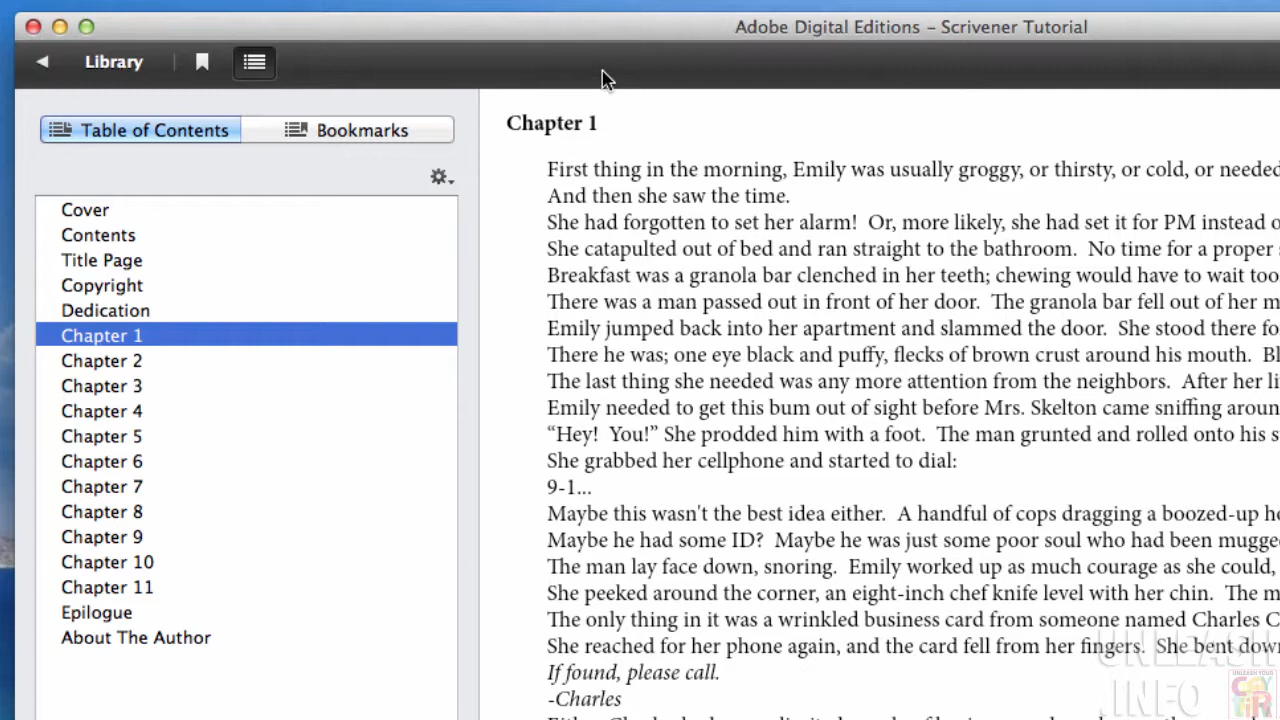 Adobe Digital Editions – Scrivener Tutorial
Library
Table of Contents
Bookmarks
Cover
Contents
Title Page
Copyright
Dedication
Chapter 1
Chapter 2
Chapter 3
Chapter 4
Chapter 5
Chapter 6
Chapter 7
Chapter 8
Chapter 9
Chapter 10
Chapter 11
Epilogue
About The Author
Chapter 1
First thing in the morning, Emily was usually groggy, or thirsty, or cold, or needed
And then she saw the time.
She had forgotten to set her alarm!  Or, more likely, she had set it for PM instead
She catapulted out of bed and ran straight to the bathroom.  No time for a proper
Breakfast was a granola bar clenched in her teeth; chewing would have to wait too
There was a man passed out in front of her door.  The granola bar fell out of her
Emily jumped back into her apartment and slammed the door.  She stood there
There he was; one eye black and puffy, flecks of brown crust around his mouth.
The last thing she needed was any more attention from the neighbors.  After her
Emily needed to get this bum out of sight before Mrs. Skelton came sniffing
“Hey!  You!” She prodded him with a foot.  The man grunted and rolled onto his
She grabbed her cellphone and started to dial:
9-1...
Maybe this wasn't the best idea either.  A handful of cops dragging a boozed-up
Maybe he had some ID?  Maybe he was just some poor soul who had been
The man lay face down, snoring.  Emily worked up as much courage as she could,
She peeked around the corner, an eight-inch chef knife level with her chin.  The
The only thing in it was a wrinkled business card from someone named Charles
She reached for her phone again, and the card fell from her fingers.  She bent down
If found, please call.
-Charles
UNLEASH
.INFO
UNLEASH YOUR